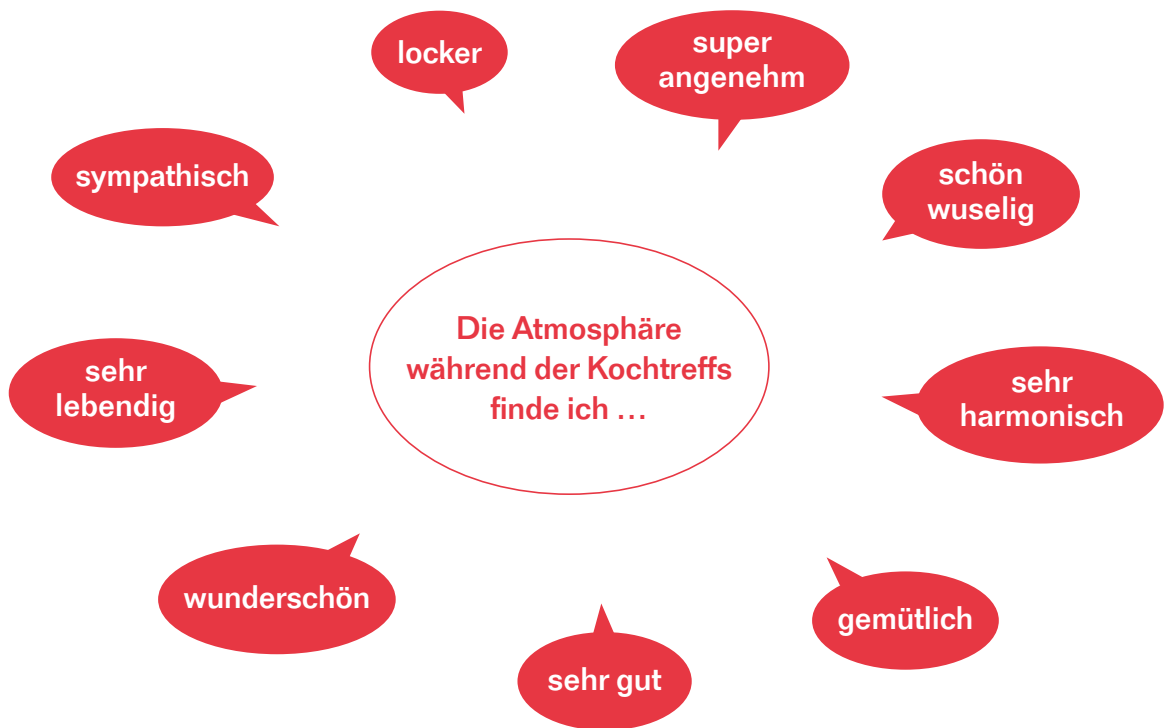 locker
super
angenehm
sympathisch
schön
wuselig
Die Atmosphäre
während der Kochtreffs
finde ich …
sehr
lebendig
sehr
harmonisch
wunderschön
gemütlich
sehr gut